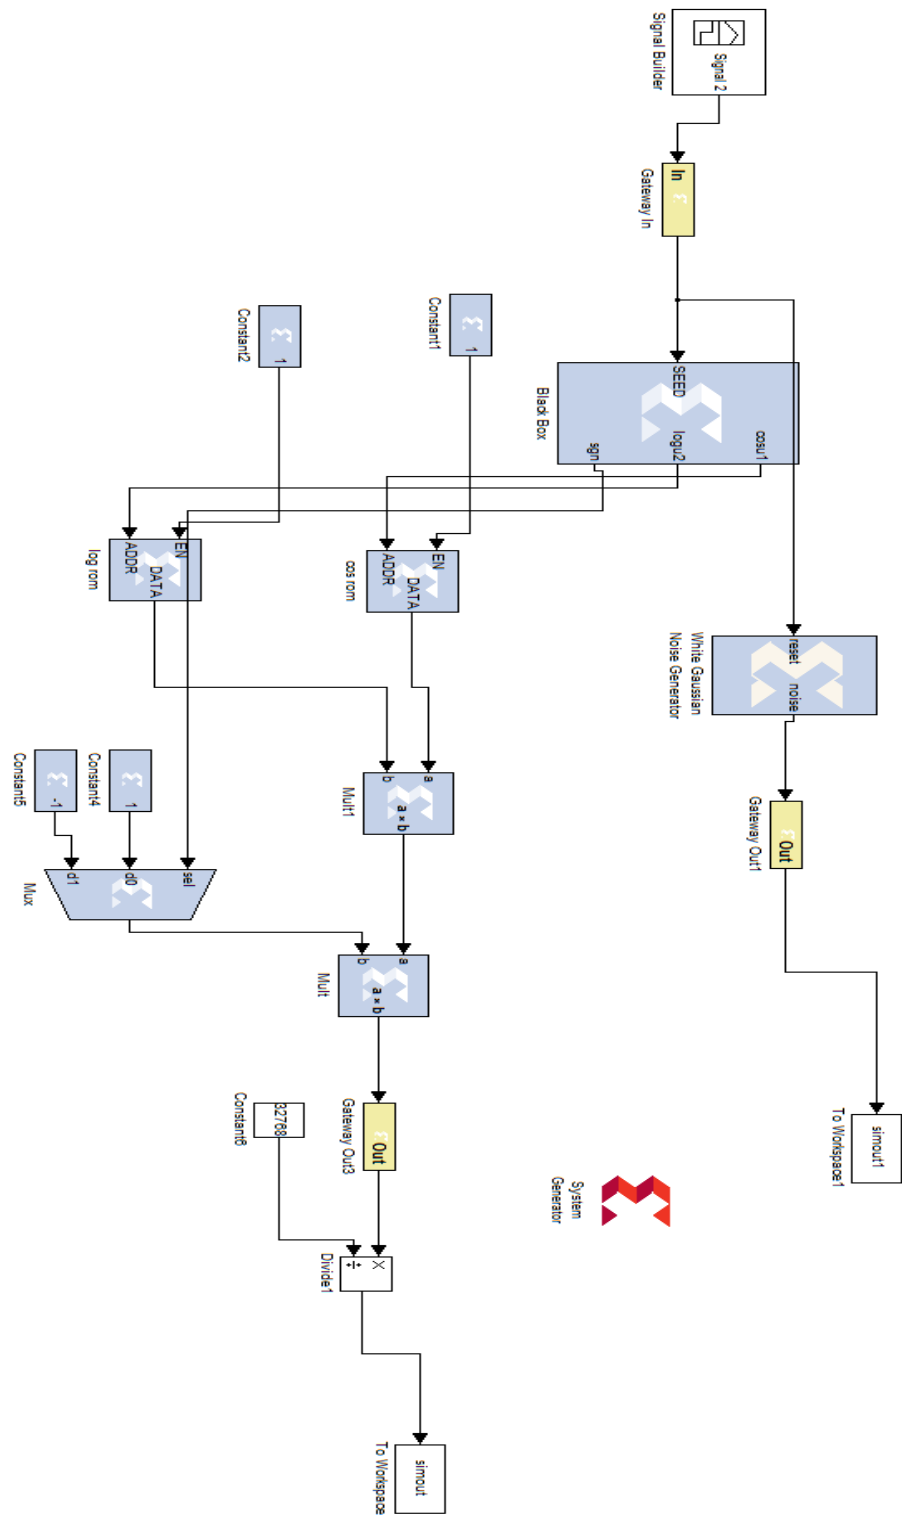 Signal 2
Signal Builder
In
Gateway In
SEED
cosu1
logu2
sgn
Black Box
reset
noise
White Gaussian
Noise Generator
Out
Gateway Out1
simout1
To Workspace1
1
Constant1
1
Constant2
EN
ADDR
DATA
cos rom
EN
ADDR
DATA
log rom
a
b
a × b
Mult1
1
Constant4
-1
Constant5
sel
d0
d1
Mux
a
b
a × b
Mult
Out
Gateway Out3
32768
Constant6
×
÷
Divide1
simout
To Workspace
System
Generator